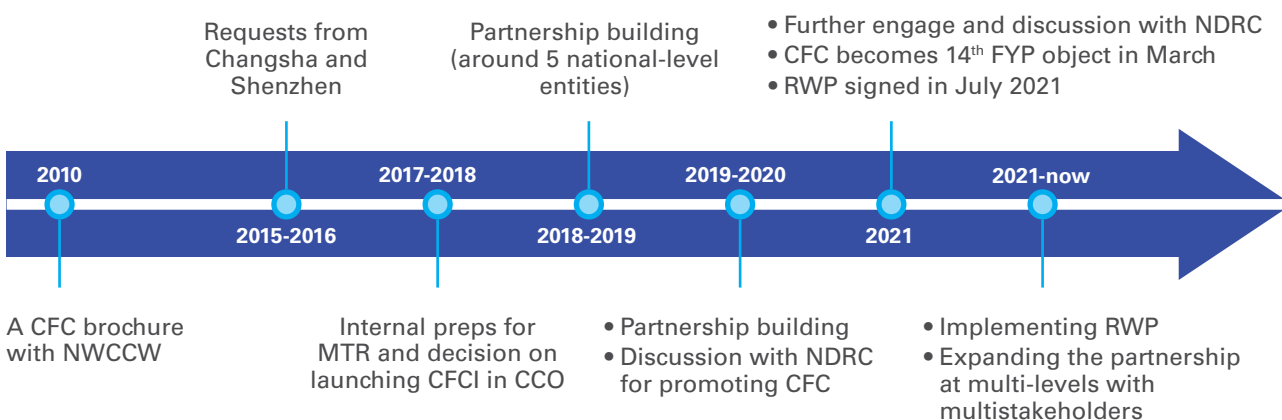 Requests from
Changsha and
Shenzhen
Partnership building
(around 5 national-level
entities)
• Further engage and discussion with NDRC
• CFC becomes 14th FYP object in March
• RWP signed in July 2021
2010
2017-2018
2019-2020
2021-now
2015-2016
2018-2019
2021
A CFC brochure
with NWCCW
Internal preps for
MTR and decision on
launching CFCI in CCO
• Partnership building
• Discussion with NDRC
for promoting CFC
• Implementing RWP
• Expanding the partnership
at multi-levels with
multistakeholders